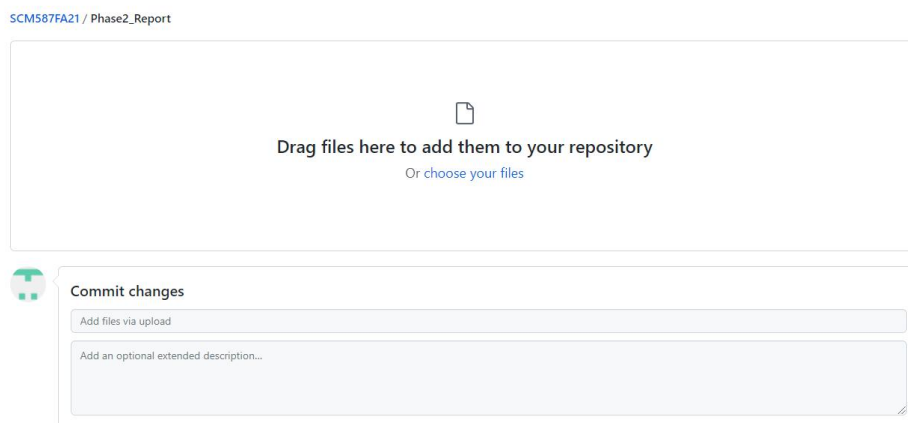 SCM587FA21 / Phase2_Report
Drag files here to add them to your repository
Or choose your files
Commit changes
Add files via upload
Add an optional extended description...